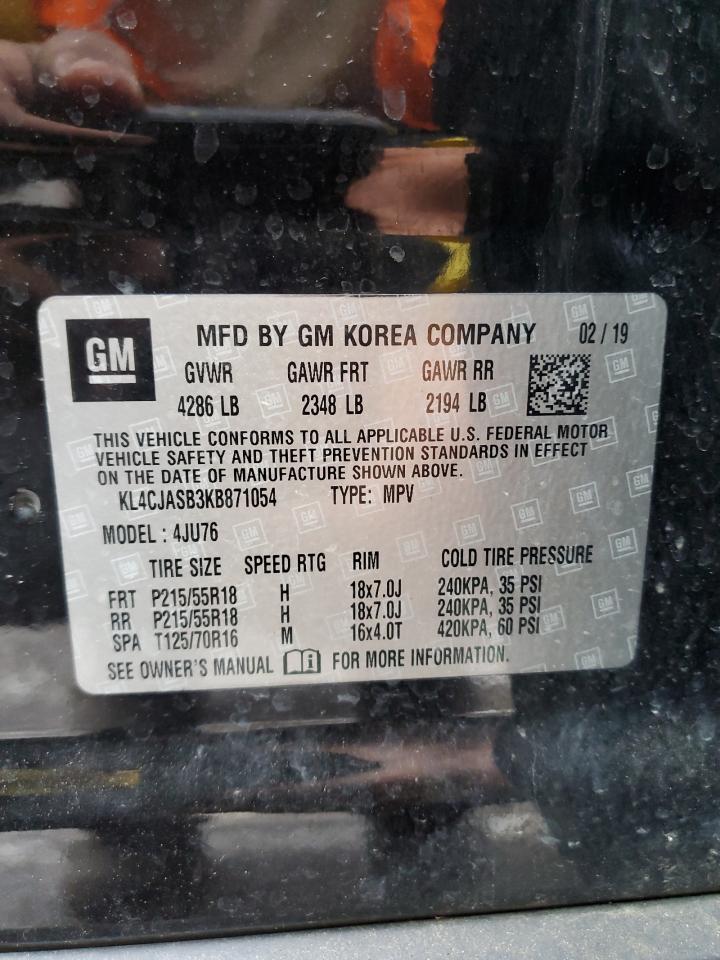 GM
MFD BY GM KOREA COMPANY 02 / 19
GVWR GAWR FRT GAWR RR
4286 LB 2348 LB 2194 LB
THIS VEHICLE CONFORMS TO ALL APPLICABLE U.S. FEDERAL MOTOR
VEHICLE SAFETY AND THEFT PREVENTION STANDARDS IN EFFECT
ON THE DATE OF MANUFACTURE SHOWN ABOVE.
KL4CJASB3KB871054 TYPE: MPV
MODEL : 4JU76
TIRE SIZE SPEED RTG RIM COLD TIRE PRESSURE
FRT P215/55R18 H 18x7.0J 240KPA, 35 PSI
RR P215/55R18 H 18x7.0J 240KPA, 35 PSI
SPA T125/70R16 M 16x4.0T 420KPA, 60 PSI
SEE OWNER'S MANUAL FOR MORE INFORMATION.